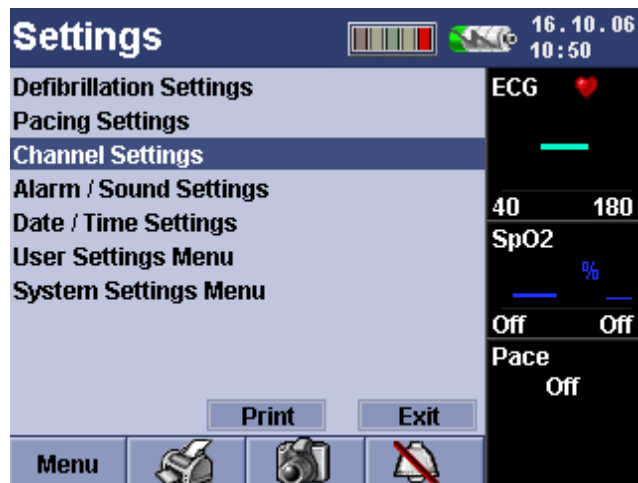 Settings
16.10.06
10:50
Defibrillation Settings
Pacing Settings
Channel Settings
Alarm / Sound Settings
Date / Time Settings
User Settings Menu
System Settings Menu
Print Exit
Menu
ECG
40 180
SpO2
%
Off Off
Pace
Off